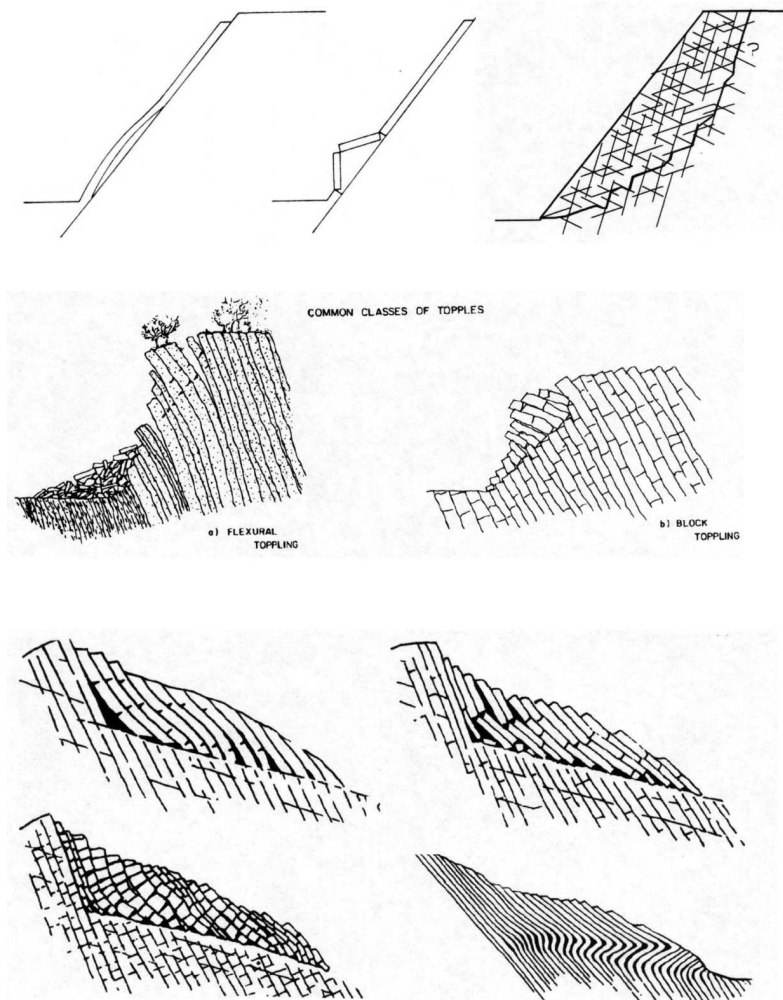 ?
COMMON CLASSES OF TOPPLES
a) FLEXURAL
TOPPLING
b) BLOCK
TOPPLING